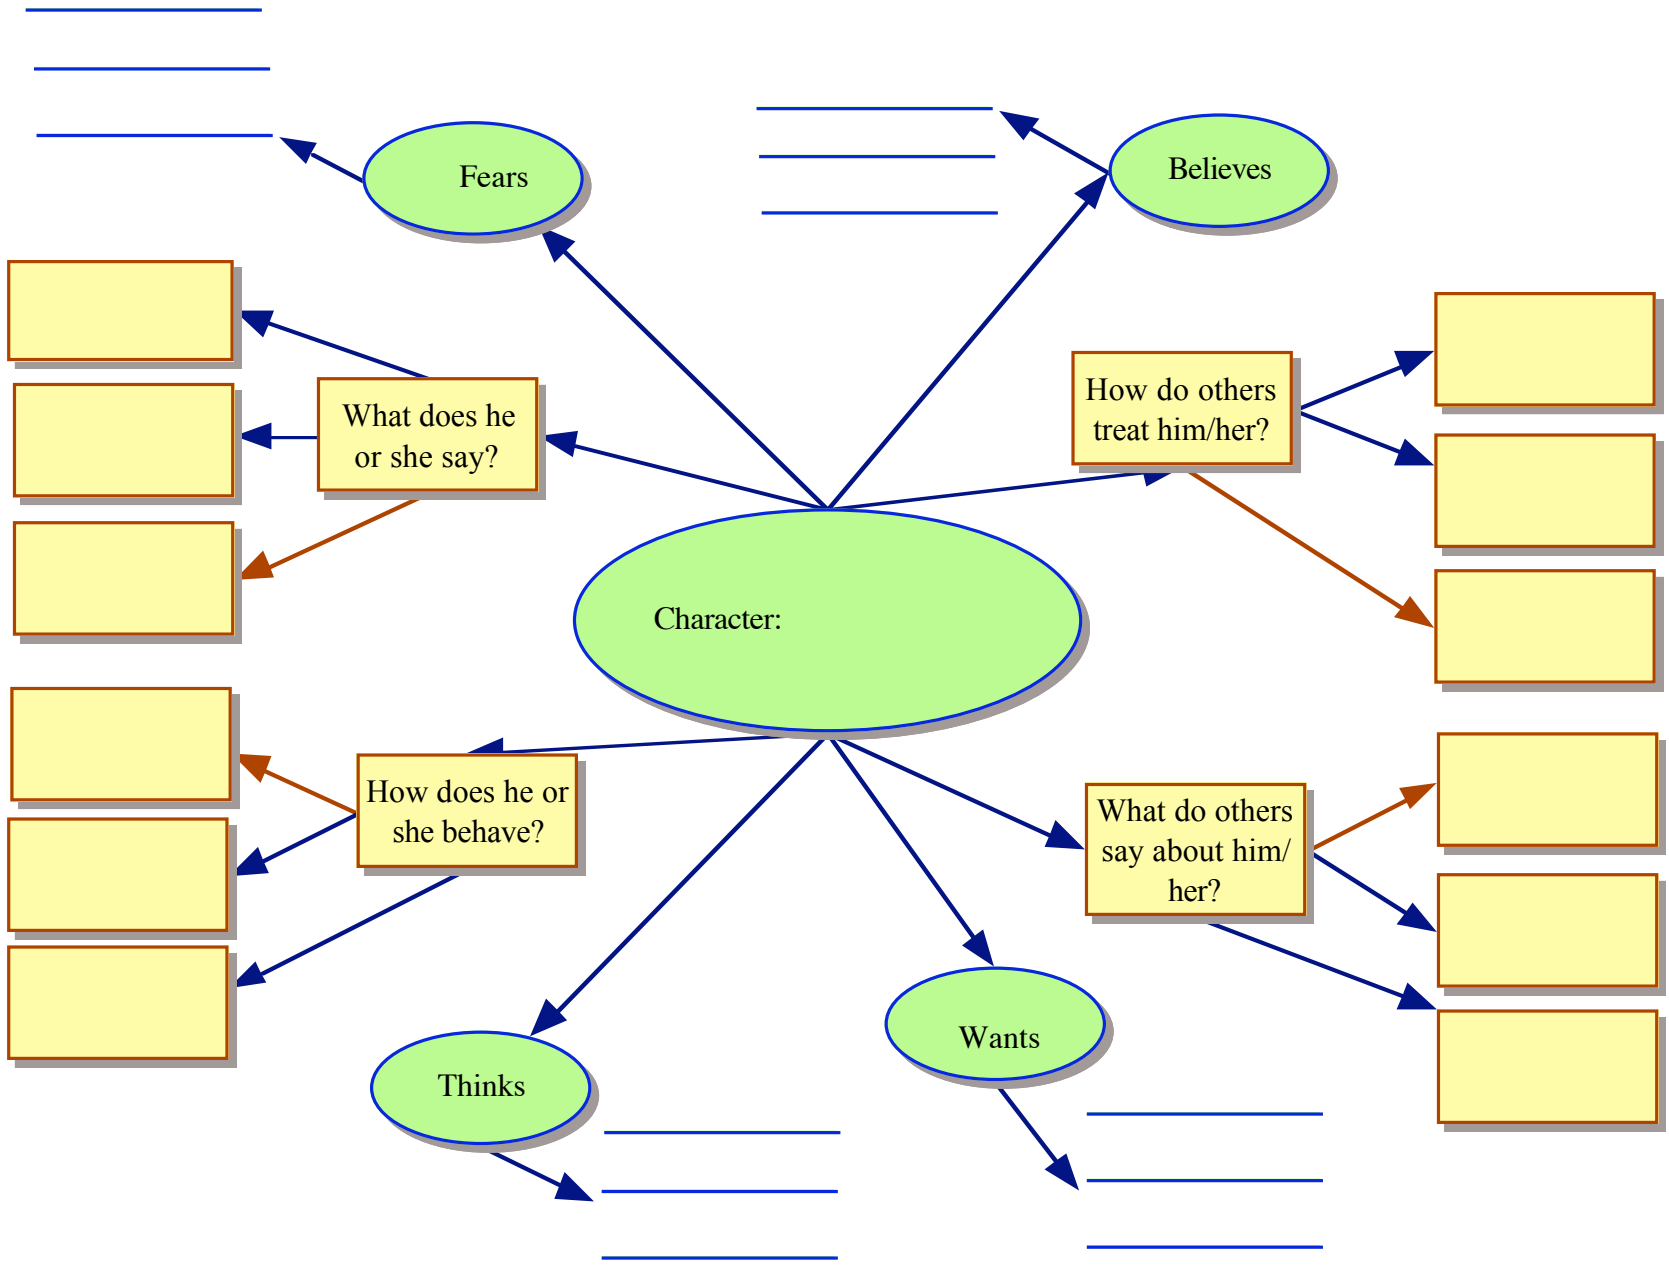 Fears
Believes
What does he
or she say?
How do others
treat him/her?
Character:
How does he or
she behave?
What do others
say about him/
her?
Thinks
Wants